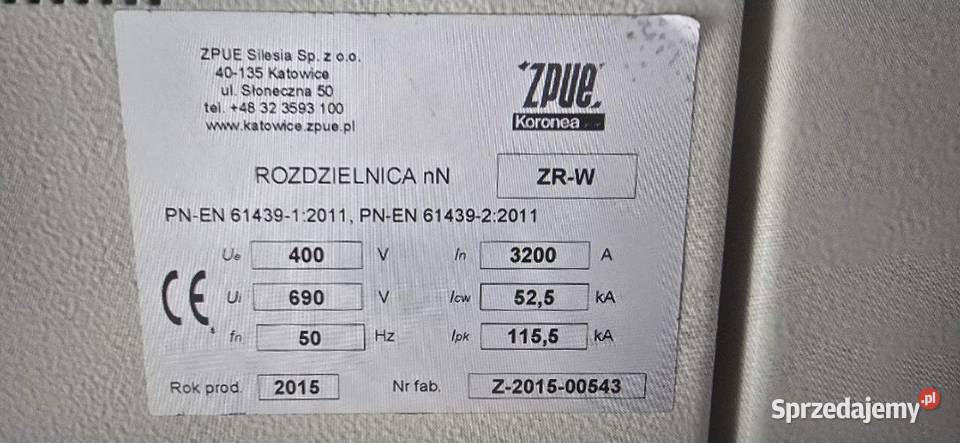 ZPUE Silesia Sp. z o.o.
40-135 Katowice
ul. Słoneczna 50
tel. +48 32 3593 100
www.katowice.zpue.pl
ZPUE
Koronea
ROZDZIELNICA nN ZR-W
PN-EN 61439-1:2011, PN-EN 61439-2:2011
CE
Ue 400 V In 3200 A
Ui 690 V Icw 52,5 kA
fn 50 Hz Ipk 115,5 kA
Rok prod. 2015 Nr fab. Z-2015-00543
Sprzedajemy.pl